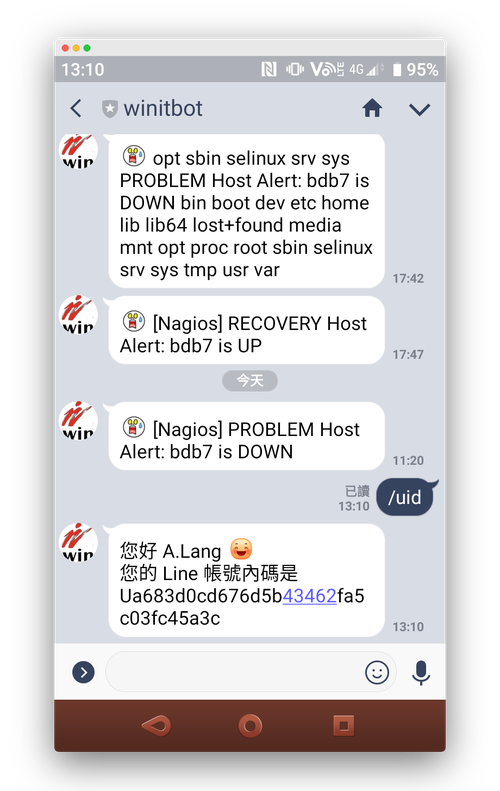 13:10
4G
95%
winitbot
win
opt sbin selinux srv sys
PROBLEM Host Alert: bdb7 is
DOWN bin boot dev etc home
lib lib64 lost+found media
mnt opt proc root sbin selinux
srv sys tmp usr var
17:42
win
[Nagios] RECOVERY Host
Alert: bdb7 is UP
17:47
今天
win
[Nagios] PROBLEM Host
Alert: bdb7 is DOWN
11:20
已讀
13:10
/uid
win
您好 A.Lang
您的 Line 帳號內碼是
Ua683d0cd676d5b43462fa5
c03fc45a3c
13:10